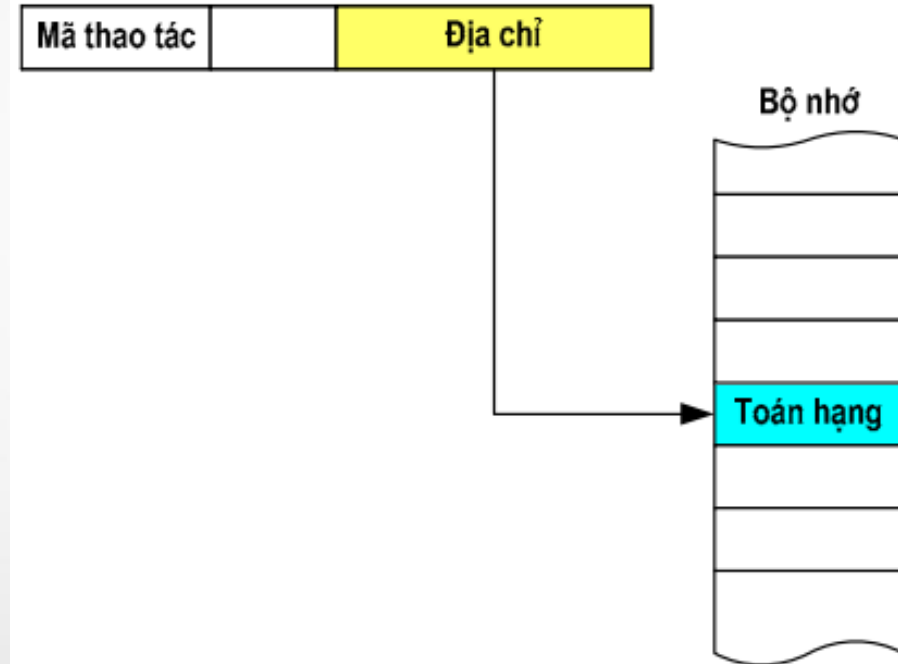 Mã thao tác
Địa chỉ
Bộ nhớ
Toán hạng